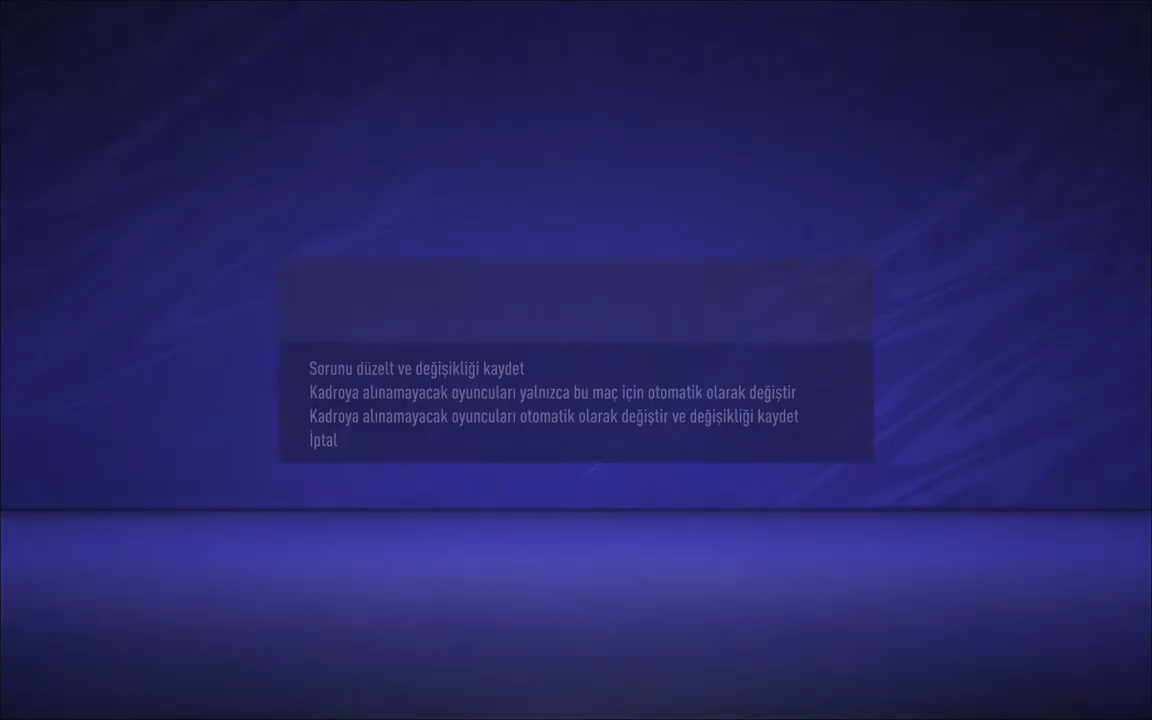 Sorunu düzelt ve değişikliği kaydet
Kadroya alınamayacak oyuncuları yalnızca bu maç için otomatik olarak değiştir
Kadroya alınamayacak oyuncuları otomatik olarak değiştir ve değişikliği kaydet
İptal